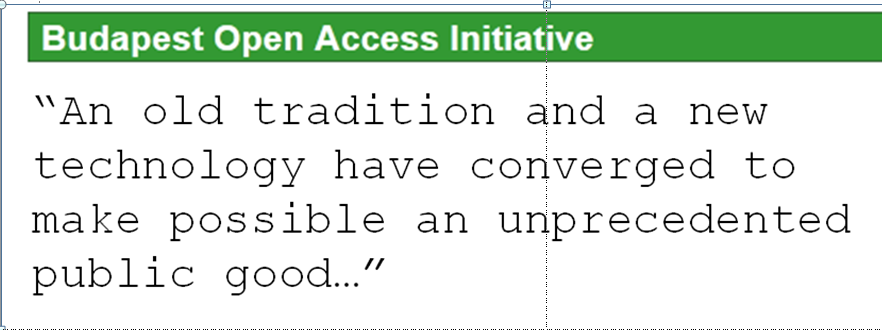 Budapest Open Access Initiative
“An old tradition and a new
technology have converged to
make possible an unprecedented
public good…”